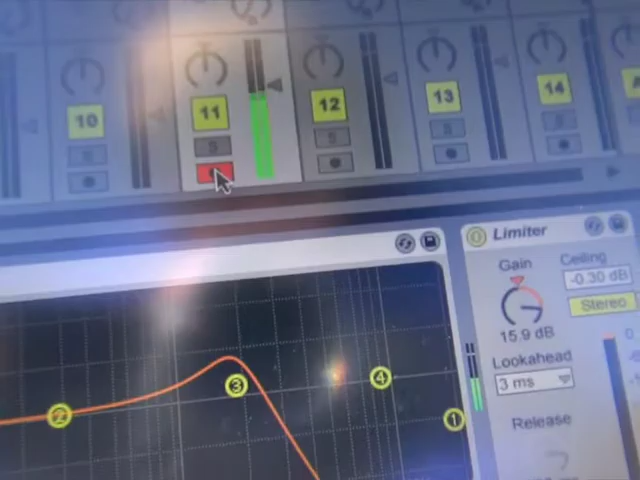 10
11
12
13
14
S
S
S
S
S
Limiter
Gain
Ceiling
-0.30 dB
Stereo
15.9 dB
Lookahead
3 ms
Release
2
3
4
1
0